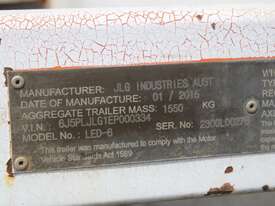 MANUFACTURER: JLG INDUSTRIES AUST
DATE OF MANUFACTURE: 01 / 2016
AGGREGATE TRAILER MASS: 1550 KG
V.I.N. 6J5PLJLG1EP000334 SER. No: 2300L00276
MODEL No: LED-6
This trailer was manufactured to comply with the Motor
Vehicle Standards Act 1989